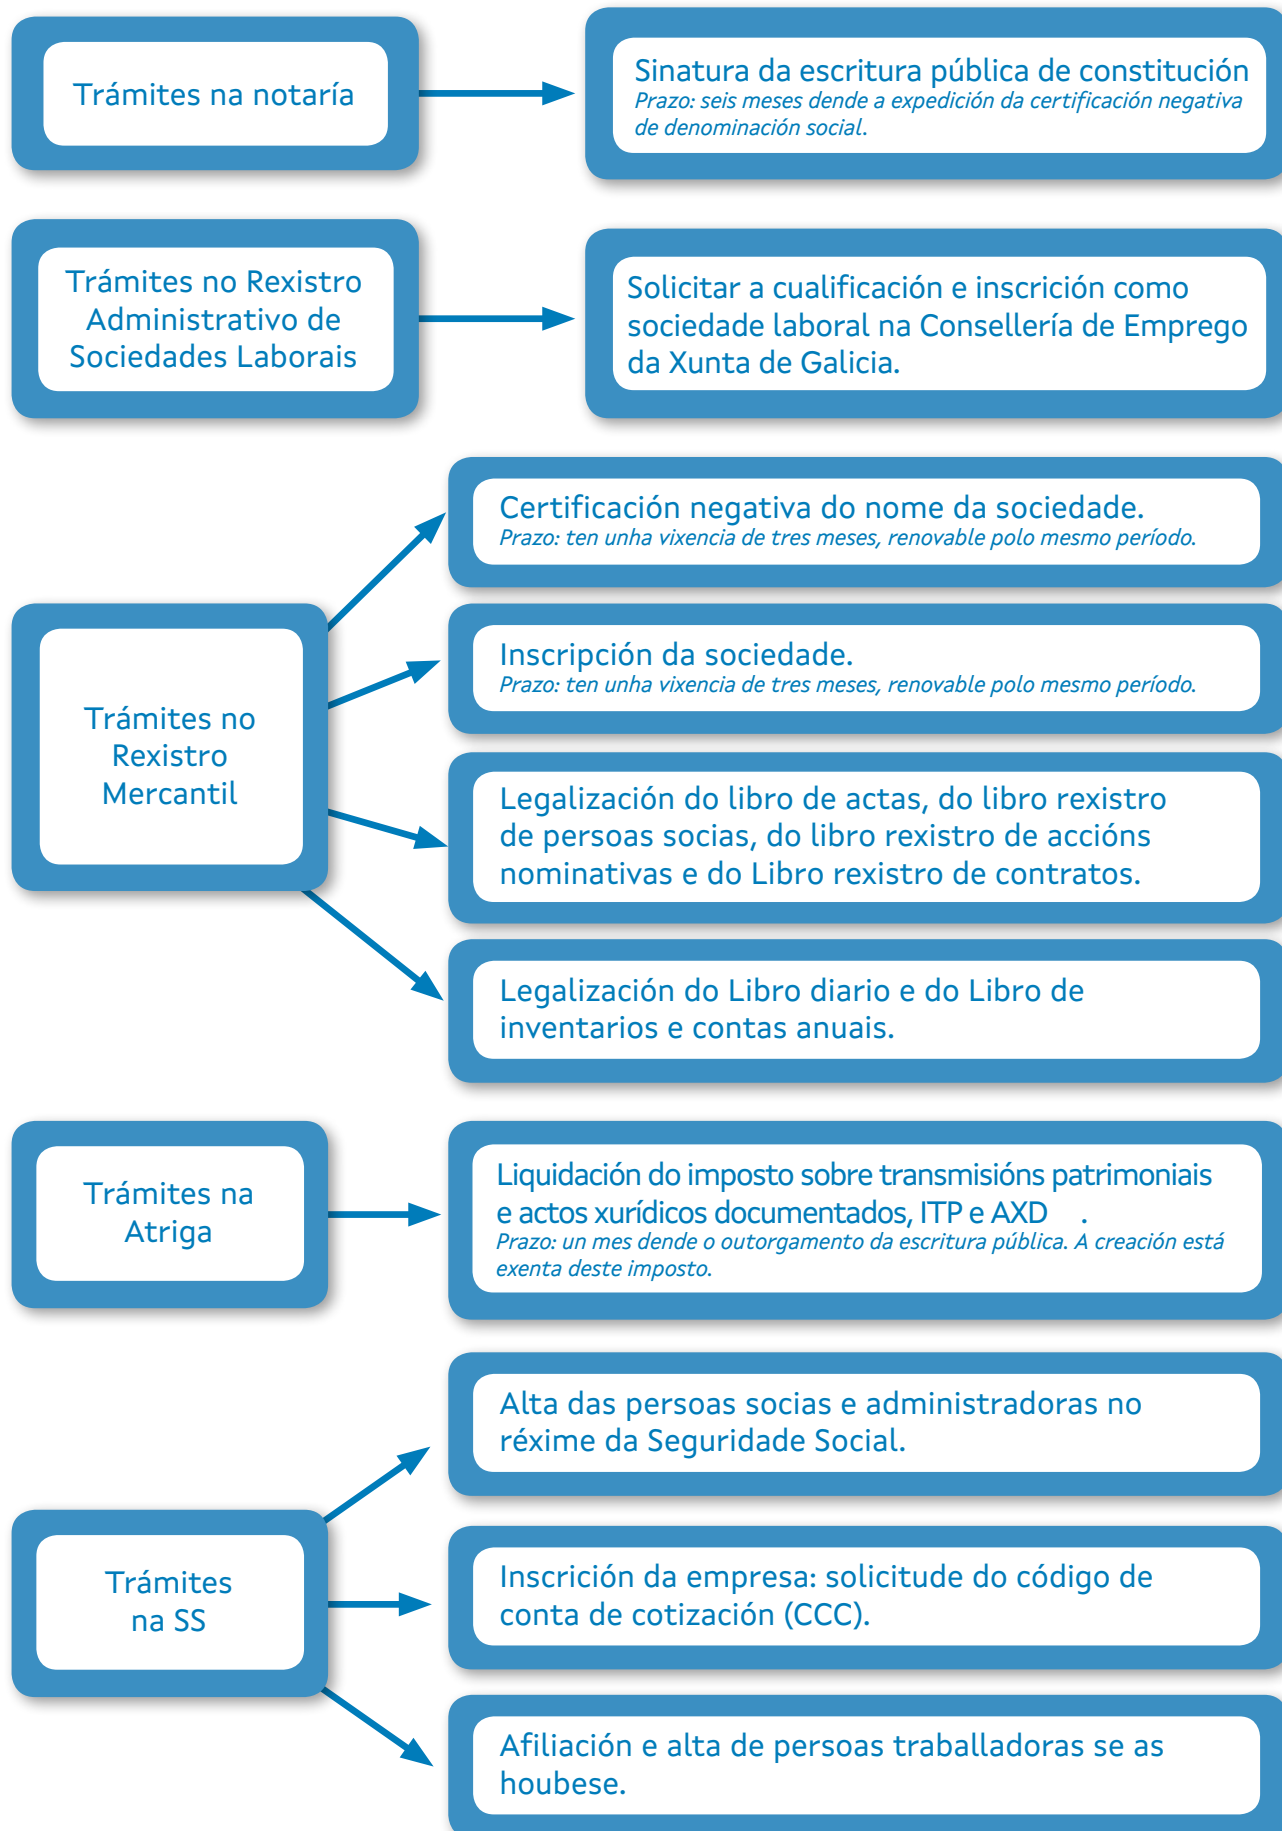 Trámites na notaría
Sinatura da escritura pública de constitución
Prazo: seis meses dende a expedición da certificación negativa
de denominación social.
Trámites no Rexistro
Administrativo de
Sociedades Laborais
Solicitar a cualificación e inscrición como
sociedade laboral na Consellería de Emprego
da Xunta de Galicia.
Trámites no
Rexistro
Mercantil
Certificación negativa do nome da sociedade.
Prazo: ten unha vixencia de tres meses, renovable polo mesmo período.
Inscripción da sociedade.
Prazo: ten unha vixencia de tres meses, renovable polo mesmo período.
Legalización do libro de actas, do libro rexistro
de persoas socias, do libro rexistro de accións
nominativas e do Libro rexistro de contratos.
Legalización do Libro diario e do Libro de
inventarios e contas anuais.
Trámites na
Atriga
Liquidación do imposto sobre transmisións patrimoniais
e actos xurídicos documentados, ITP e AXD .
Prazo: un mes dende o outorgamento da escritura pública. A creación está
exenta deste imposto.
Trámites
na SS
Alta das persoas socias e administradoras no
réxime da Seguridade Social.
Inscrición da empresa: solicitude do código de
conta de cotización (CCC).
Afiliación e alta de persoas traballadoras se as
houbese.